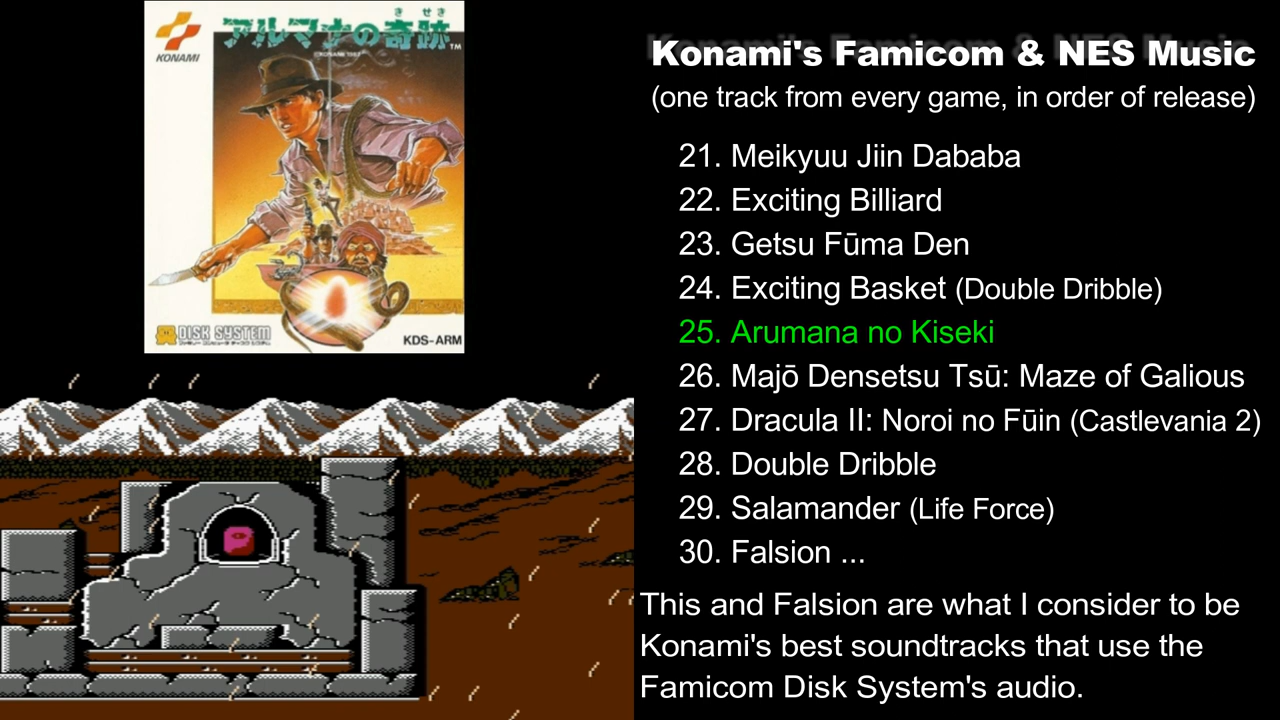 きせき
アルマナの奇跡
TM
KONAMI
DISK SYSTEM
KDS-ARM
Konami's Famicom & NES Music
(one track from every game, in order of release)
21. Meikyuu Jiin Dababa
22. Exciting Billiard
23. Getsu Fūma Den
24. Exciting Basket (Double Dribble)
25. Arumana no Kiseki
26. Majō Densetsu Tsū: Maze of Galious
27. Dracula II: Noroi no Fūin (Castlevania 2)
28. Double Dribble
29. Salamander (Life Force)
30. Falsion ...
This and Falsion are what I consider to be
Konami's best soundtracks that use the
Famicom Disk System's audio.